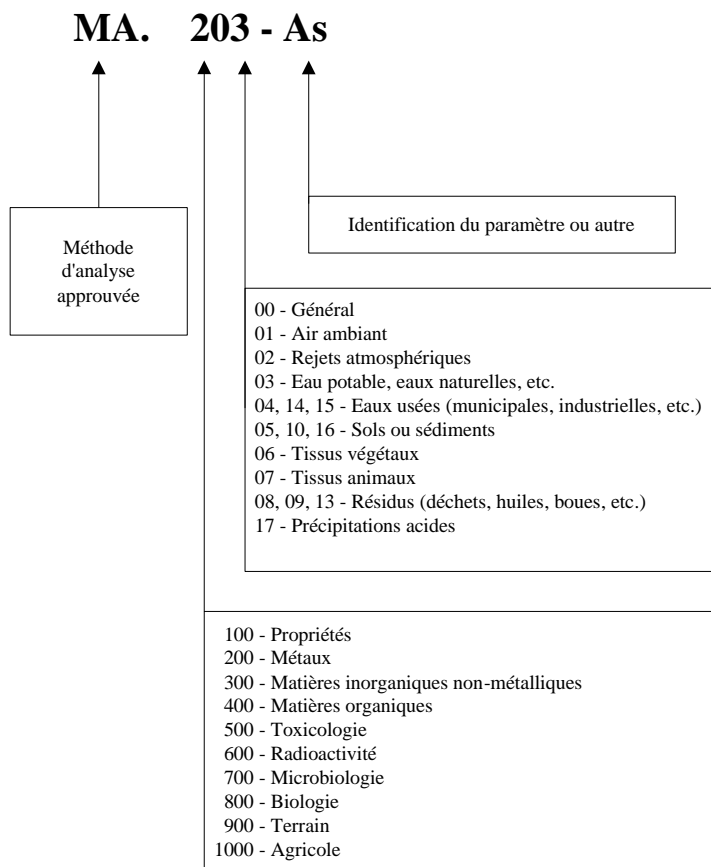 MA. 203 - As
Identification du paramètre ou autre
Méthode
d'analyse
approuvée
00 - Général
01 - Air ambiant
02 - Rejets atmosphériques
03 - Eau potable, eaux naturelles, etc.
04, 14, 15 - Eaux usées (municipales, industrielles, etc.)
05, 10, 16 - Sols ou sédiments
06 - Tissus végétaux
07 - Tissus animaux
08, 09, 13 - Résidus (déchets, huiles, boues, etc.)
17 - Précipitations acides
100 - Propriétés
200 - Métaux
300 - Matières inorganiques non-métalliques
400 - Matières organiques
500 - Toxicologie
600 - Radioactivité
700 - Microbiologie
800 - Biologie
900 - Terrain
1000 - Agricole